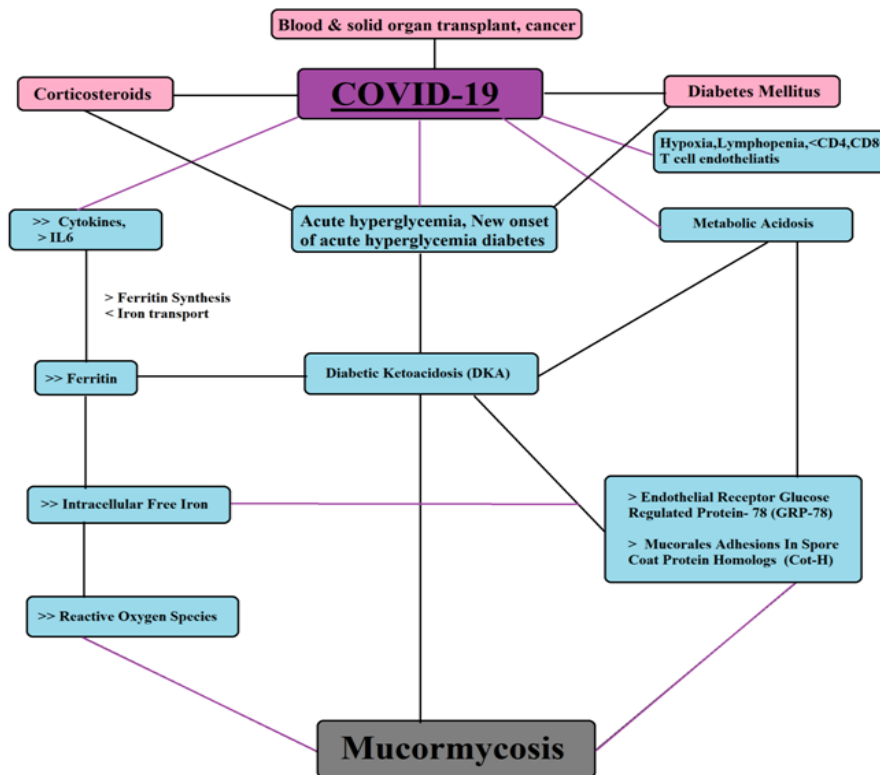 Blood & solid organ transplant, cancer
Corticosteroids
COVID-19
Diabetes Mellitus
Hypoxia,Lymphopenia,<CD4,CD8
T cell endotheliatis
>> Cytokines,
> IL6
Acute hyperglycemia, New onset
of acute hyperglycemia diabetes
Metabolic Acidosis
> Ferritin Synthesis
< Iron transport
>> Ferritin
Diabetic Ketoacidosis (DKA)
>> Intracellular Free Iron
> Endothelial Receptor Glucose
Regulated Protein- 78 (GRP-78)
> Mucorales Adhesions In Spore
Coat Protein Homologs (Cot-H)
>> Reactive Oxygen Species
Mucormycosis